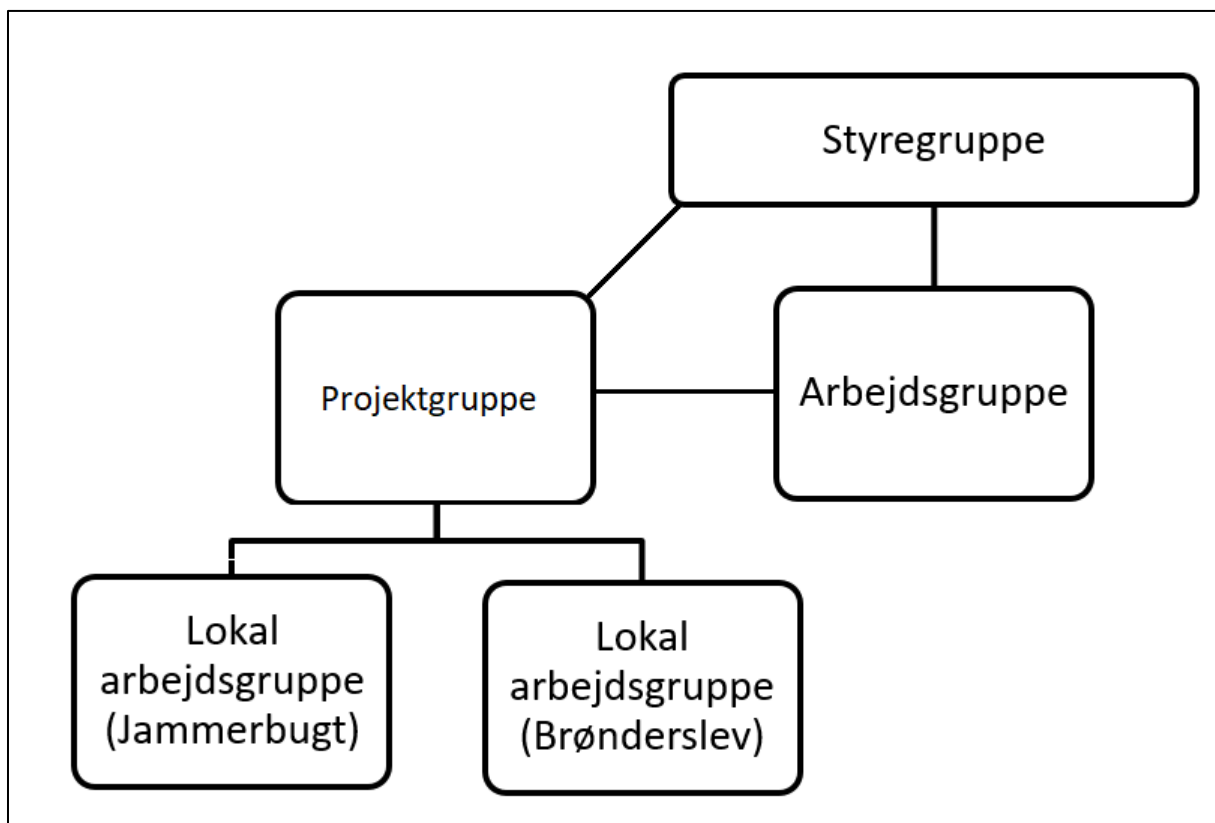 Styregruppe
Projektgruppe
Arbejdsgruppe
Lokal
arbejdsgruppe
(Jammerbugt)
Lokal
arbejdsgruppe
(Brønderslev)